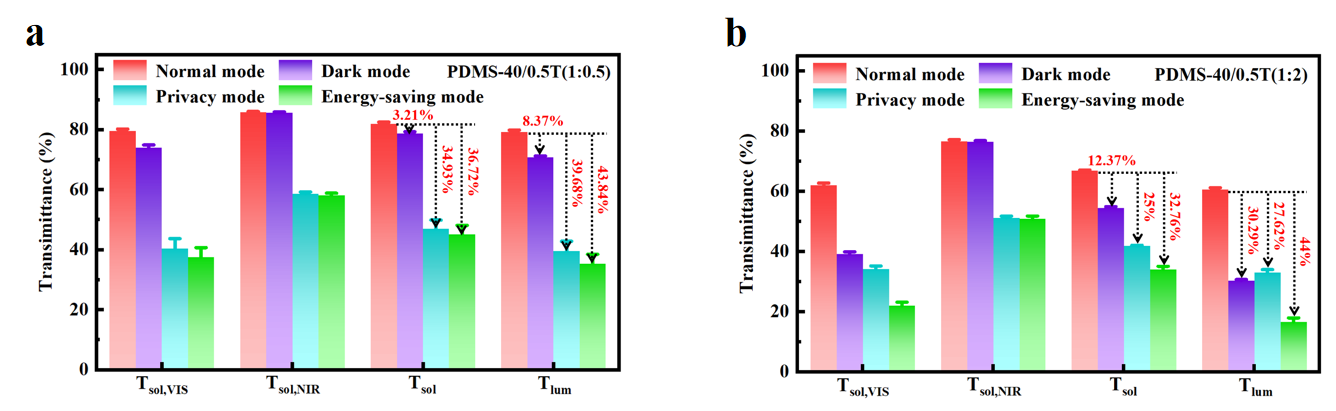 a
Transimittance (%)
100
80
60
40
20
0
Normal mode
Dark mode
PDMS-40/0.5T(1:0.5)
Privacy mode
Energy-saving mode
3.21%
34.93%
36.72%
8.37%
39.68%
43.84%
Tsol,VIS
Tsol,NIR
Tsol
Tlum
b
Transimittance (%)
100
80
60
40
20
0
Normal mode
Dark mode
PDMS-40/0.5T(1:2)
Privacy mode
Energy-saving mode
12.37%
25%
32.76%
30.29%
27.62%
44%
Tsol,VIS
Tsol,NIR
Tsol
Tlum